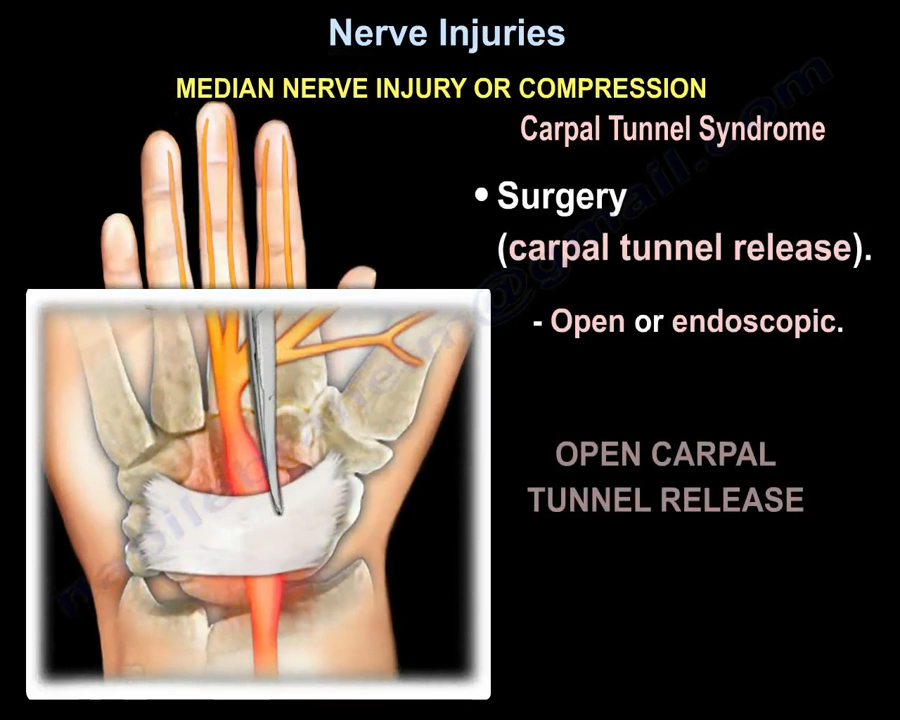 Nerve Injuries
MEDIAN NERVE INJURY OR COMPRESSION
Carpal Tunnel Syndrome
• Surgery
(carpal tunnel release).
- Open or endoscopic.
OPEN CARPAL
TUNNEL RELEASE